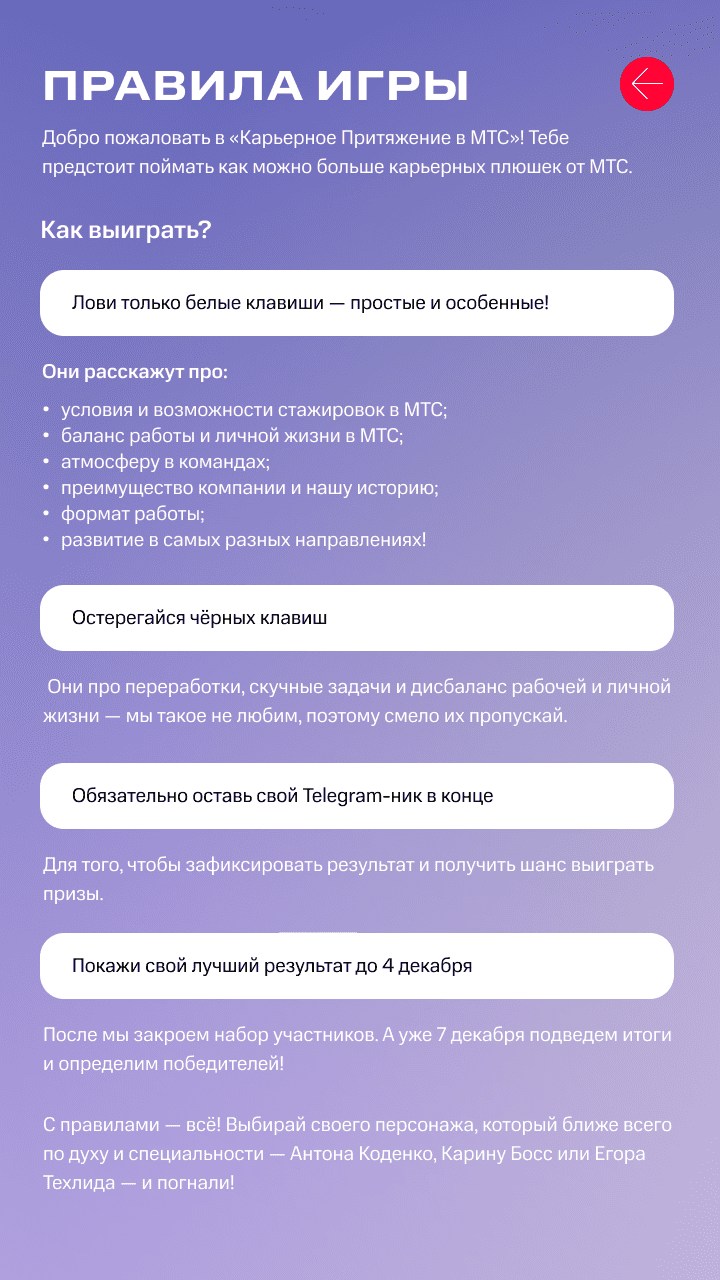 ПРАВИЛА ИГРЫ
Добро пожаловать в «Карьерное Притяжение в МТС»! Тебе
предстоит поймать как можно больше карьерных плюшек от МТС.
Как выиграть?
Лови только белые клавиши — простые и особенные!
Они расскажут про:
• условия и возможности стажировок в МТС;
• баланс работы и личной жизни в МТС;
• атмосферу в командах;
• преимущество компании и нашу историю;
• формат работы;
• развитие в самых разных направлениях!
Остерегайся чёрных клавиш
Они про переработки, скучные задачи и дисбаланс рабочей и личной
жизни — мы такое не любим, поэтому смело их пропускай.
Обязательно оставь свой Telegram-ник в конце
Для того, чтобы зафиксировать результат и получить шанс выиграть
призы.
Покажи свой лучший результат до 4 декабря
После мы закроем набор участников. А уже 7 декабря подведем итоги
и определим победителей!
С правилами — всё! Выбирай своего персонажа, который ближе всего
по духу и специальности — Антона Коденко, Карину Босс или Егора
Техлида — и погнали!